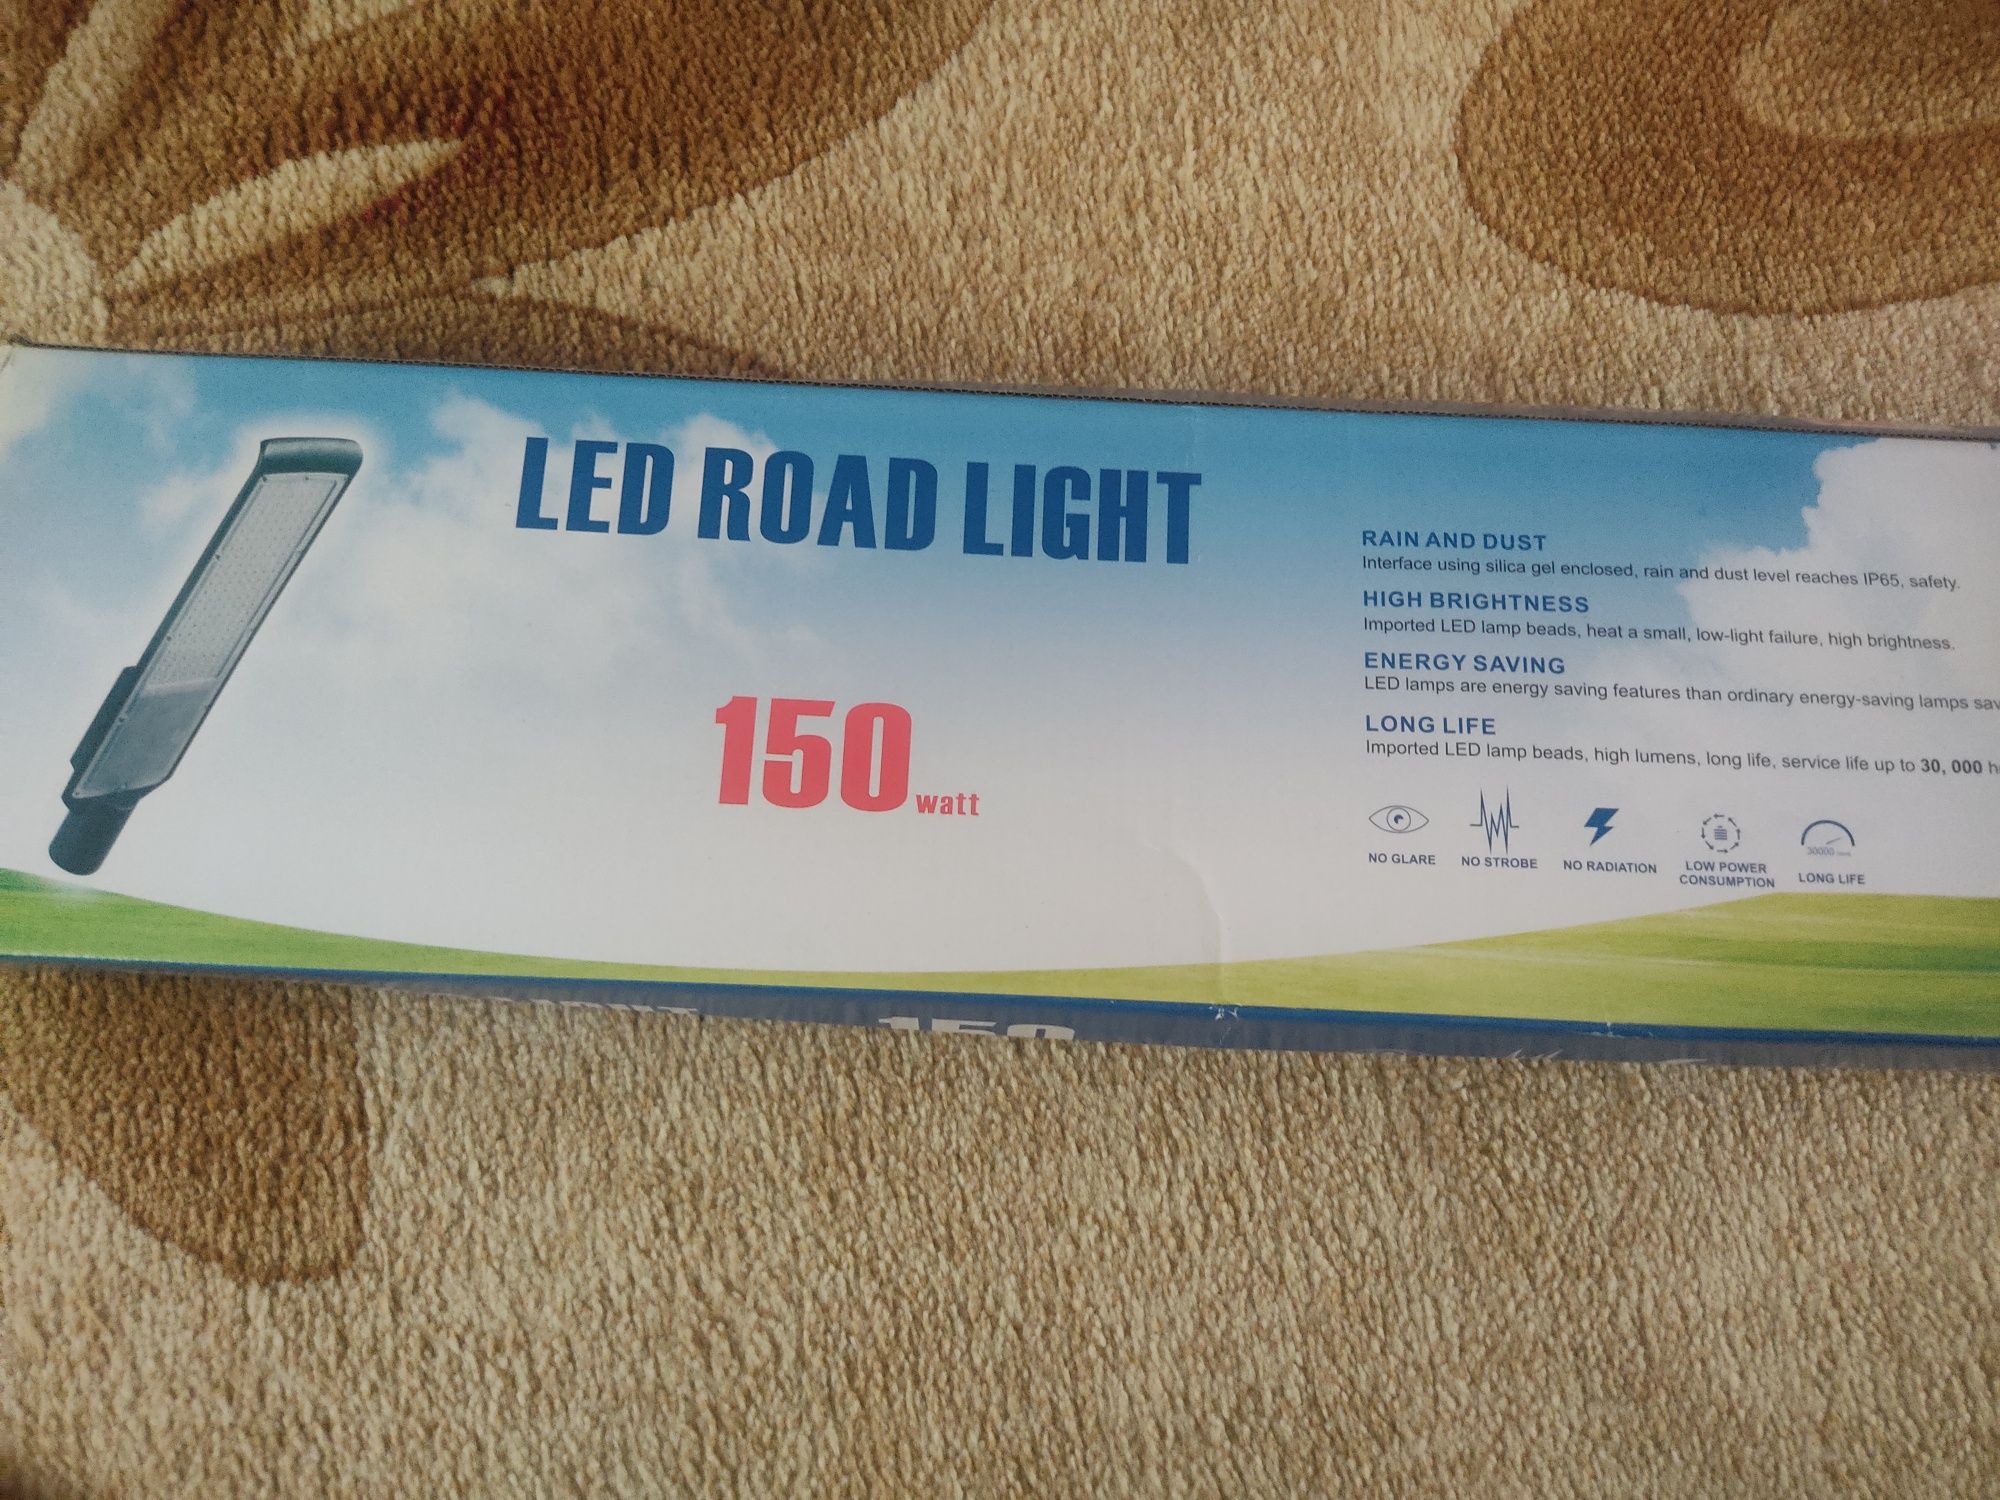 LED ROAD LIGHT
150 watt
RAIN AND DUST
Interface using silica gel enclosed, rain and dust level reaches IP65, safety.
HIGH BRIGHTNESS
Imported LED lamp beads, heat a small, low-light failure, high brightness.
ENERGY SAVING
LED lamps are energy saving features than ordinary energy-saving lamps sav
LONG LIFE
Imported LED lamp beads, high lumens, long life, service life up to 30, 000 h
NO GLARE
NO STROBE
NO RADIATION
LOW POWER
CONSUMPTION
30000
LONG LIFE
150